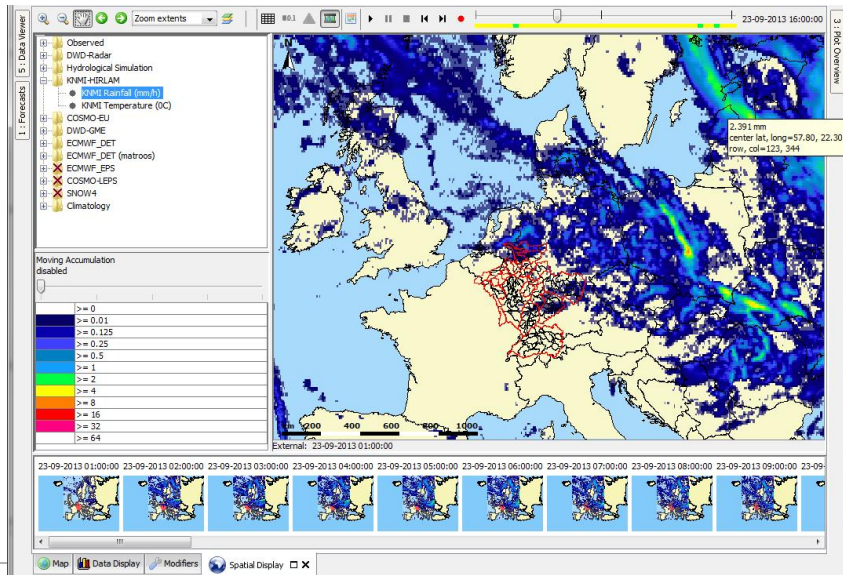 Zoom extents
23-09-2013 16:00:00
5 : Data Viewer
1 : Forecasts
3 : Plot Overview
Observed
DWD-Radar
Hydrological Simulation
KNMI-HIRLAM
KNMI Rainfall (mm/h)
KNMI Temperature (0C)
COSMO-EU
DWD-GME
ECMWF_DET
ECMWF_DET (matroos)
ECMWF_EPS
COSMO-LEPS
SNOW4
Climatology
Moving Accumulation
disabled
>= 0
>= 0.01
>= 0.125
>= 0.25
>= 0.5
>= 1
>= 2
>= 4
>= 8
>= 16
>= 32
>= 64
N
2.391 mm
center lat, long=57.80, 22.30
row, col=123, 344
km 200 400 600 800 1000
External: 23-09-2013 01:00:00
23-09-2013 01:00:00 23-09-2013 02:00:00 23-09-2013 03:00:00 23-09-2013 04:00:00 23-09-2013 05:00:00 23-09-2013 06:00:00 23-09-2013 07:00:00 23-09-2013 08:00:00 23-09-2013 09:00:00 23-09-
Map Data Display Modifiers Spatial Display